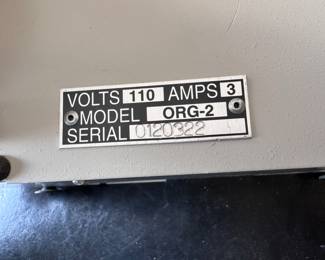 VOLTS 110 AMPS 3
MODEL ORG-2
SERIAL 0120322